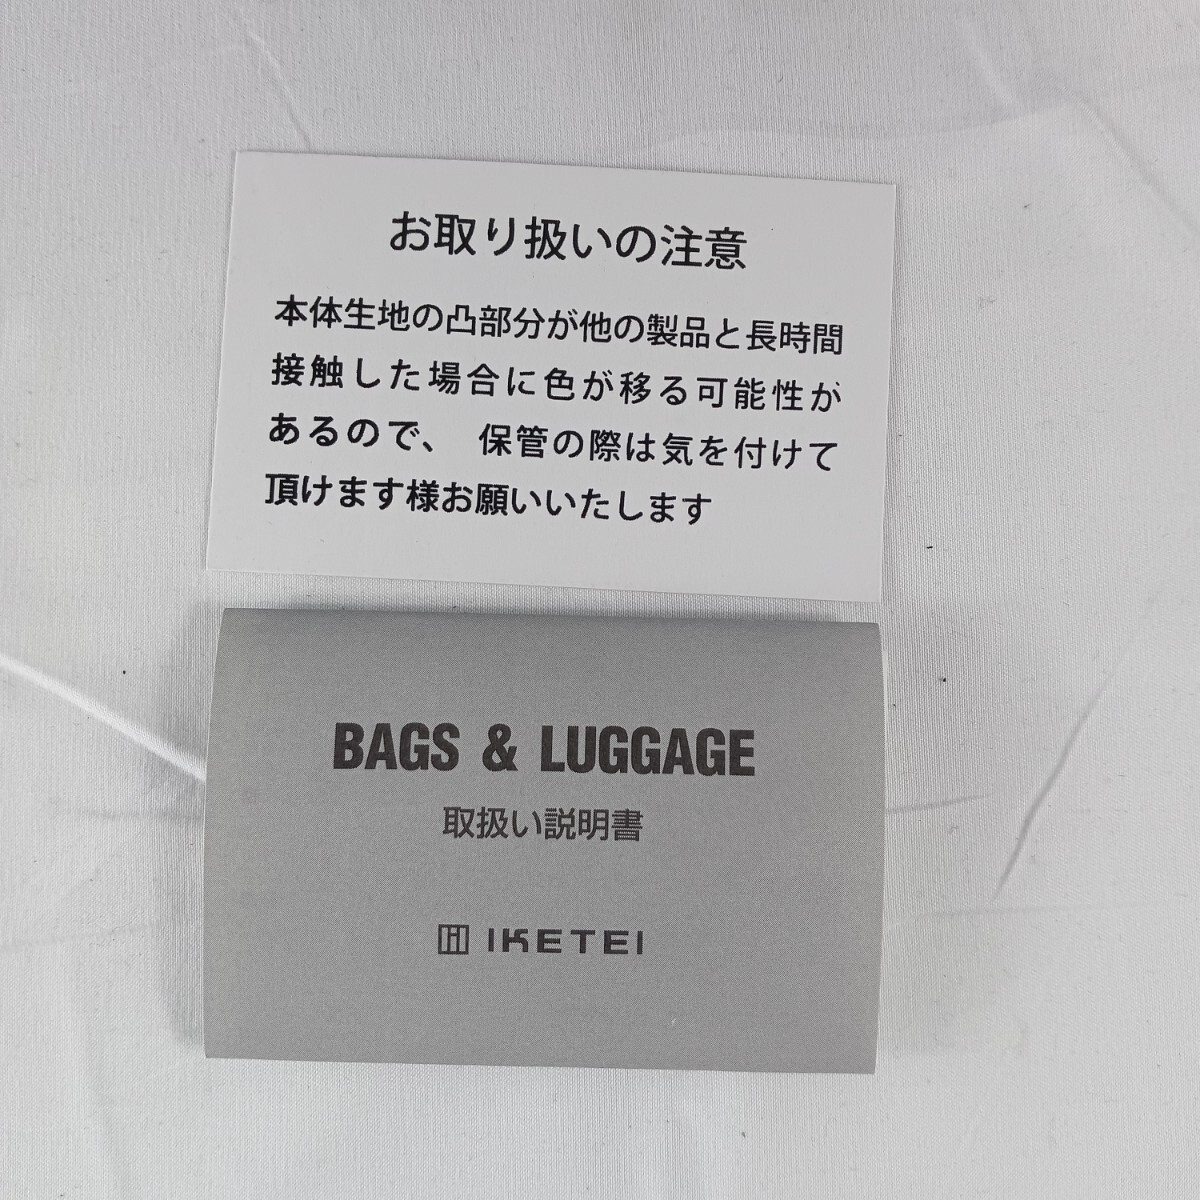 お取り扱いの注意
本体生地の凸部分が他の製品と長時間
接触した場合に色が移る可能性が
あるので、 保管の際は気を付けて
頂けます様お願いいたします
BAGS & LUGGAGE
取扱い説明書
IKETEI